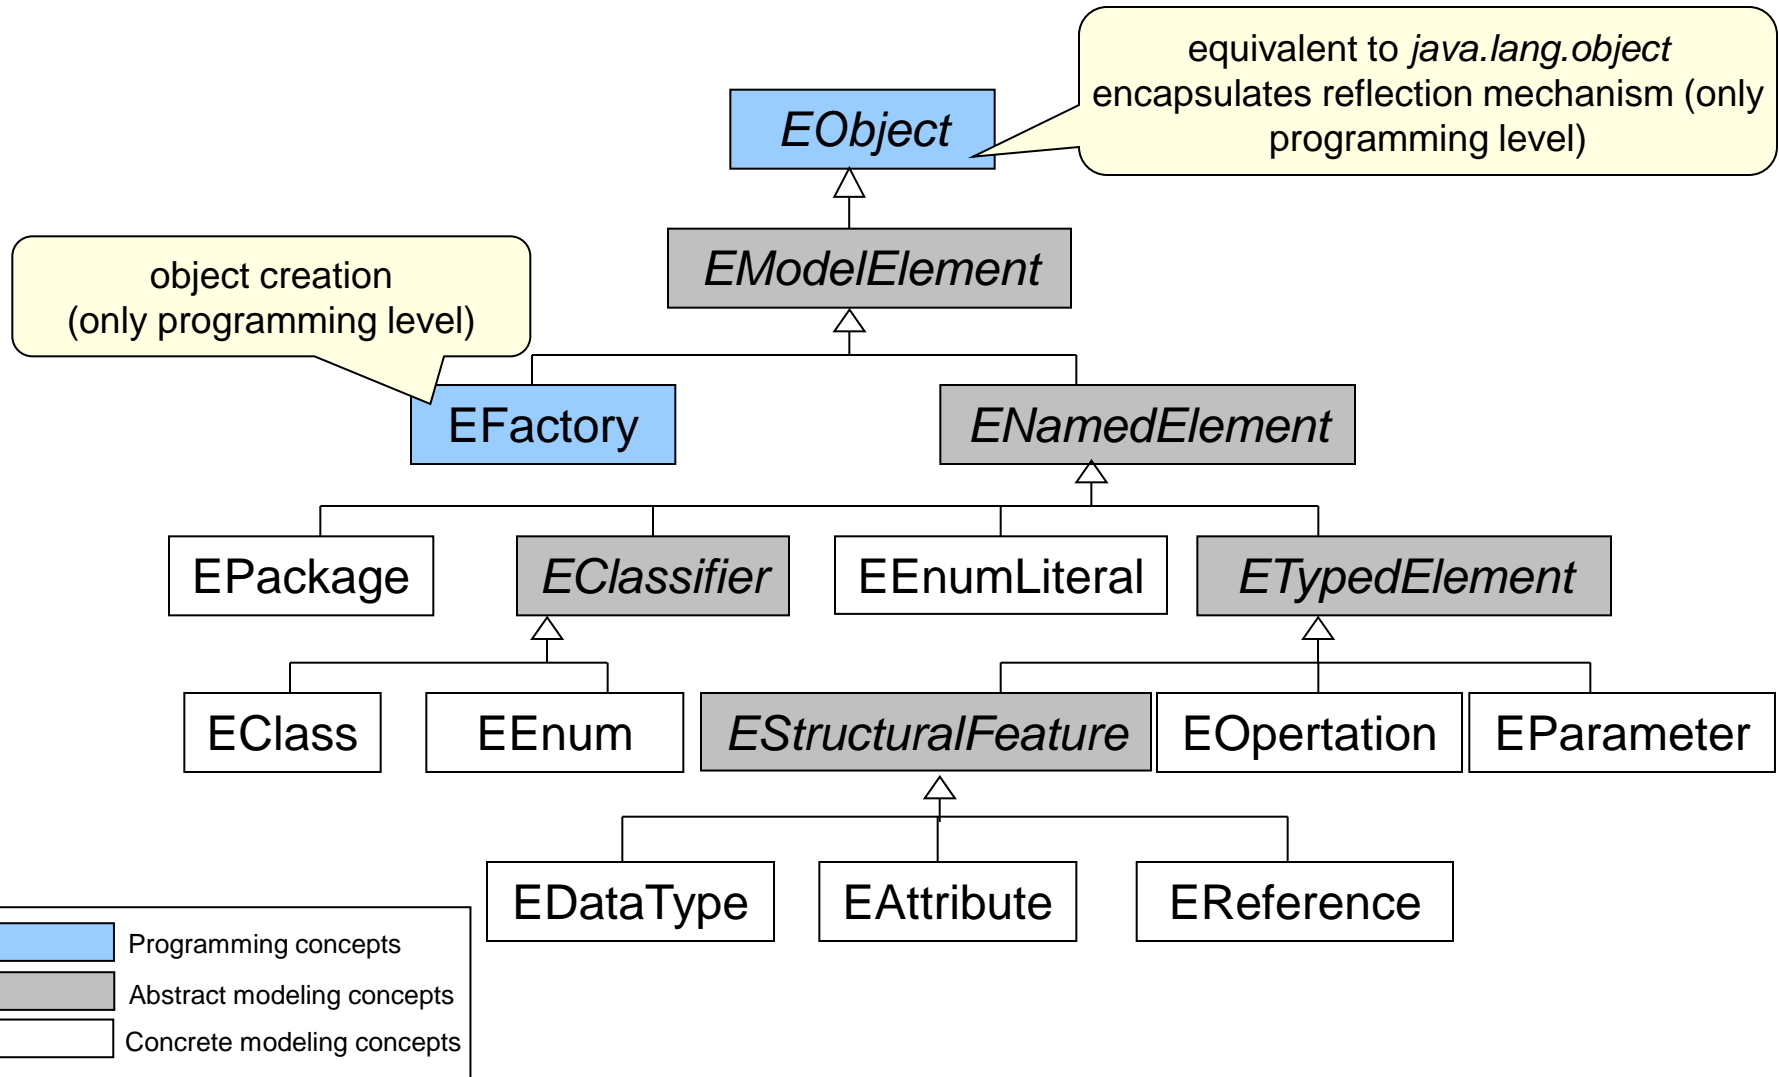 equivalent to java.lang.object
encapsulates reflection mechanism (only
programming level)
EObject
EModelElement
object creation
(only programming level)
EFactory
ENamedElement
EPackage
EClassifier
EEnumLiteral
ETypedElement
EClass
EEnum
EStructuralFeature
EOpertation
EParameter
EDataType
EAttribute
EReference
Programming concepts
Abstract modeling concepts
Concrete modeling concepts